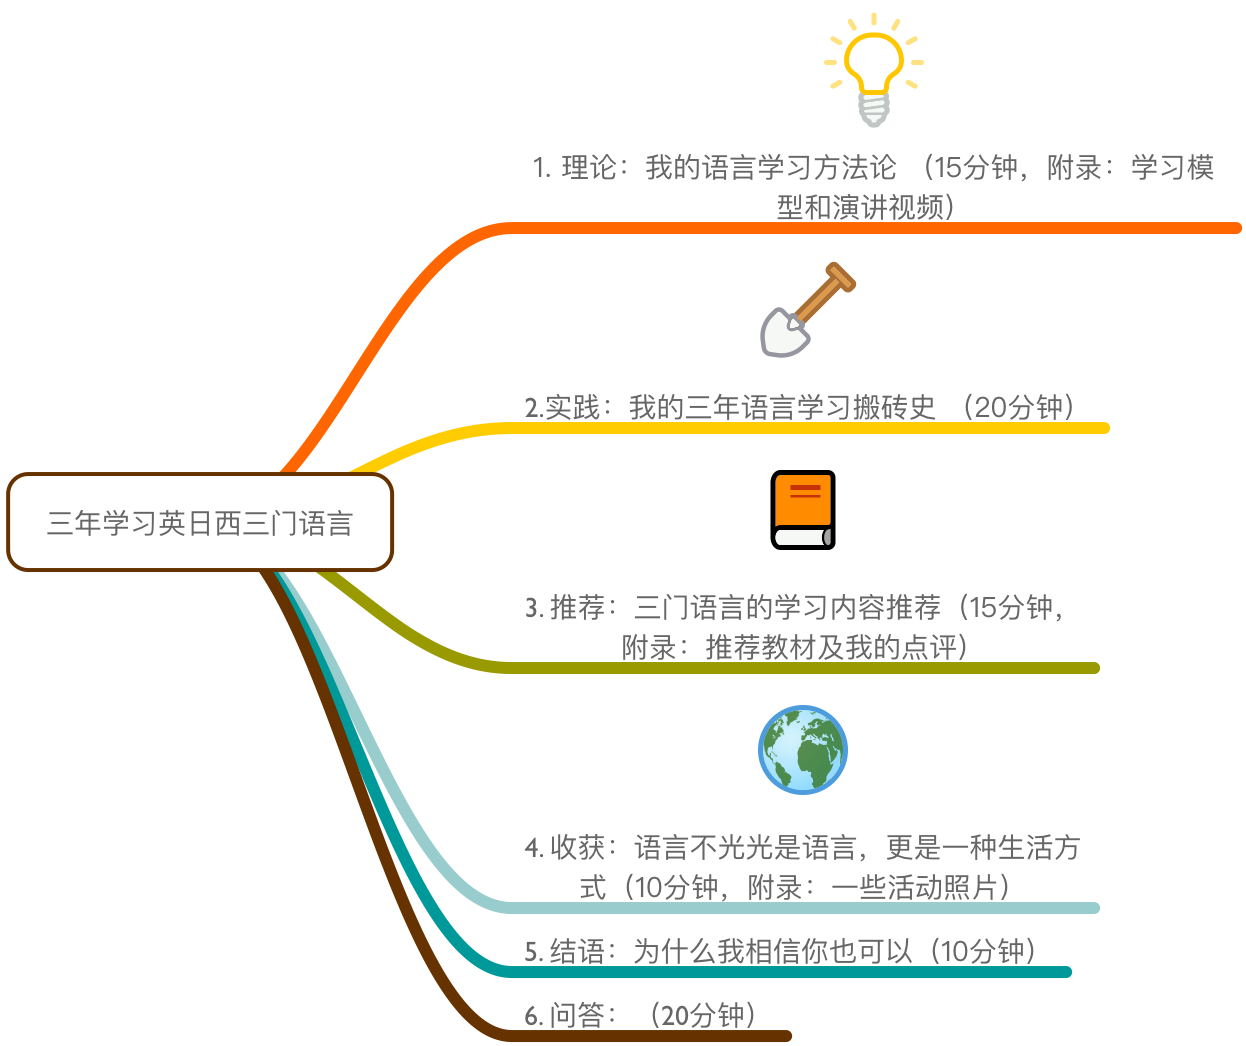 1. 理论：我的语言学习方法论 （15分钟，附录：学习模
型和演讲视频）
2.实践：我的三年语言学习搬砖史 （20分钟）
三年学习英日西三门语言
3. 推荐：三门语言的学习内容推荐（15分钟，
附录：推荐教材及我的点评）
4. 收获：语言不光光是语言，更是一种生活方
式（10分钟，附录：一些活动照片）
5. 结语：为什么我相信你也可以（10分钟）
6. 问答： （20分钟）